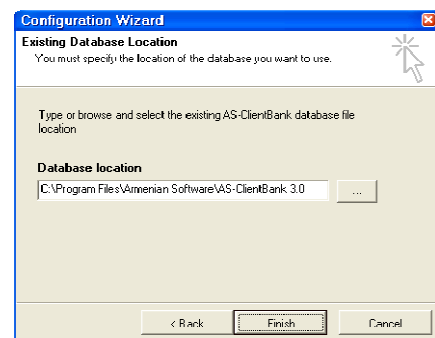 Configuration Wizard
Existing Database Location
You must specify the location of the database you want to use.
Type or browse and select the existing AS-ClientBank database file
location
Database location
C:\Program Files\Armenian Software\AS-ClientBank 3.0
...
< Back
Finish
Cancel